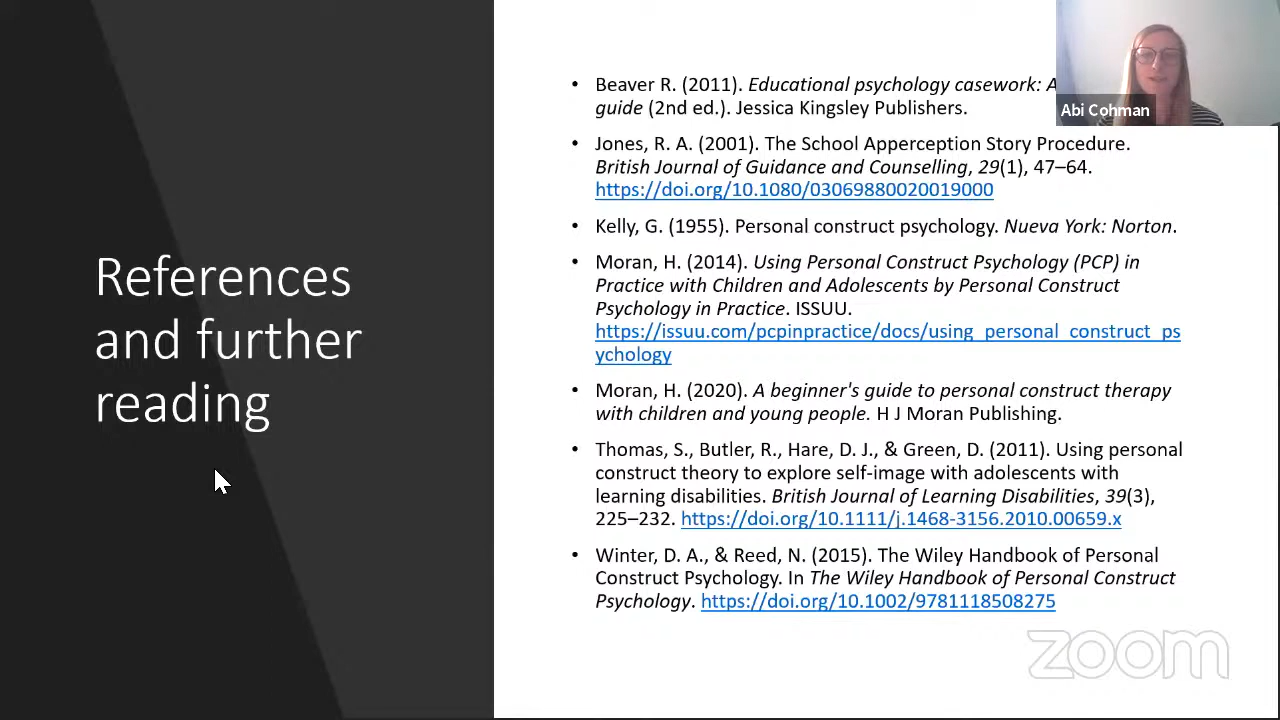 References
and further
reading
• Beaver R. (2011). Educational psychology casework: A
guide (2nd ed.). Jessica Kingsley Publishers.
• Jones, R. A. (2001). The School Apperception Story Procedure.
British Journal of Guidance and Counselling, 29(1), 47–64.
https://doi.org/10.1080/03069880020019000
• Kelly, G. (1955). Personal construct psychology. Nueva York: Norton.
• Moran, H. (2014). Using Personal Construct Psychology (PCP) in
Practice with Children and Adolescents by Personal Construct
Psychology in Practice. ISSUU.
https://issuu.com/pcpinpractice/docs/using_personal_construct_ps
ychology
• Moran, H. (2020). A beginner's guide to personal construct therapy
with children and young people. H J Moran Publishing.
• Thomas, S., Butler, R., Hare, D. J., & Green, D. (2011). Using personal
construct theory to explore self-image with adolescents with
learning disabilities. British Journal of Learning Disabilities, 39(3),
225–232. https://doi.org/10.1111/j.1468-3156.2010.00659.x
• Winter, D. A., & Reed, N. (2015). The Wiley Handbook of Personal
Construct Psychology. In The Wiley Handbook of Personal Construct
Psychology. https://doi.org/10.1002/9781118508275
Abi Cohman
zoom